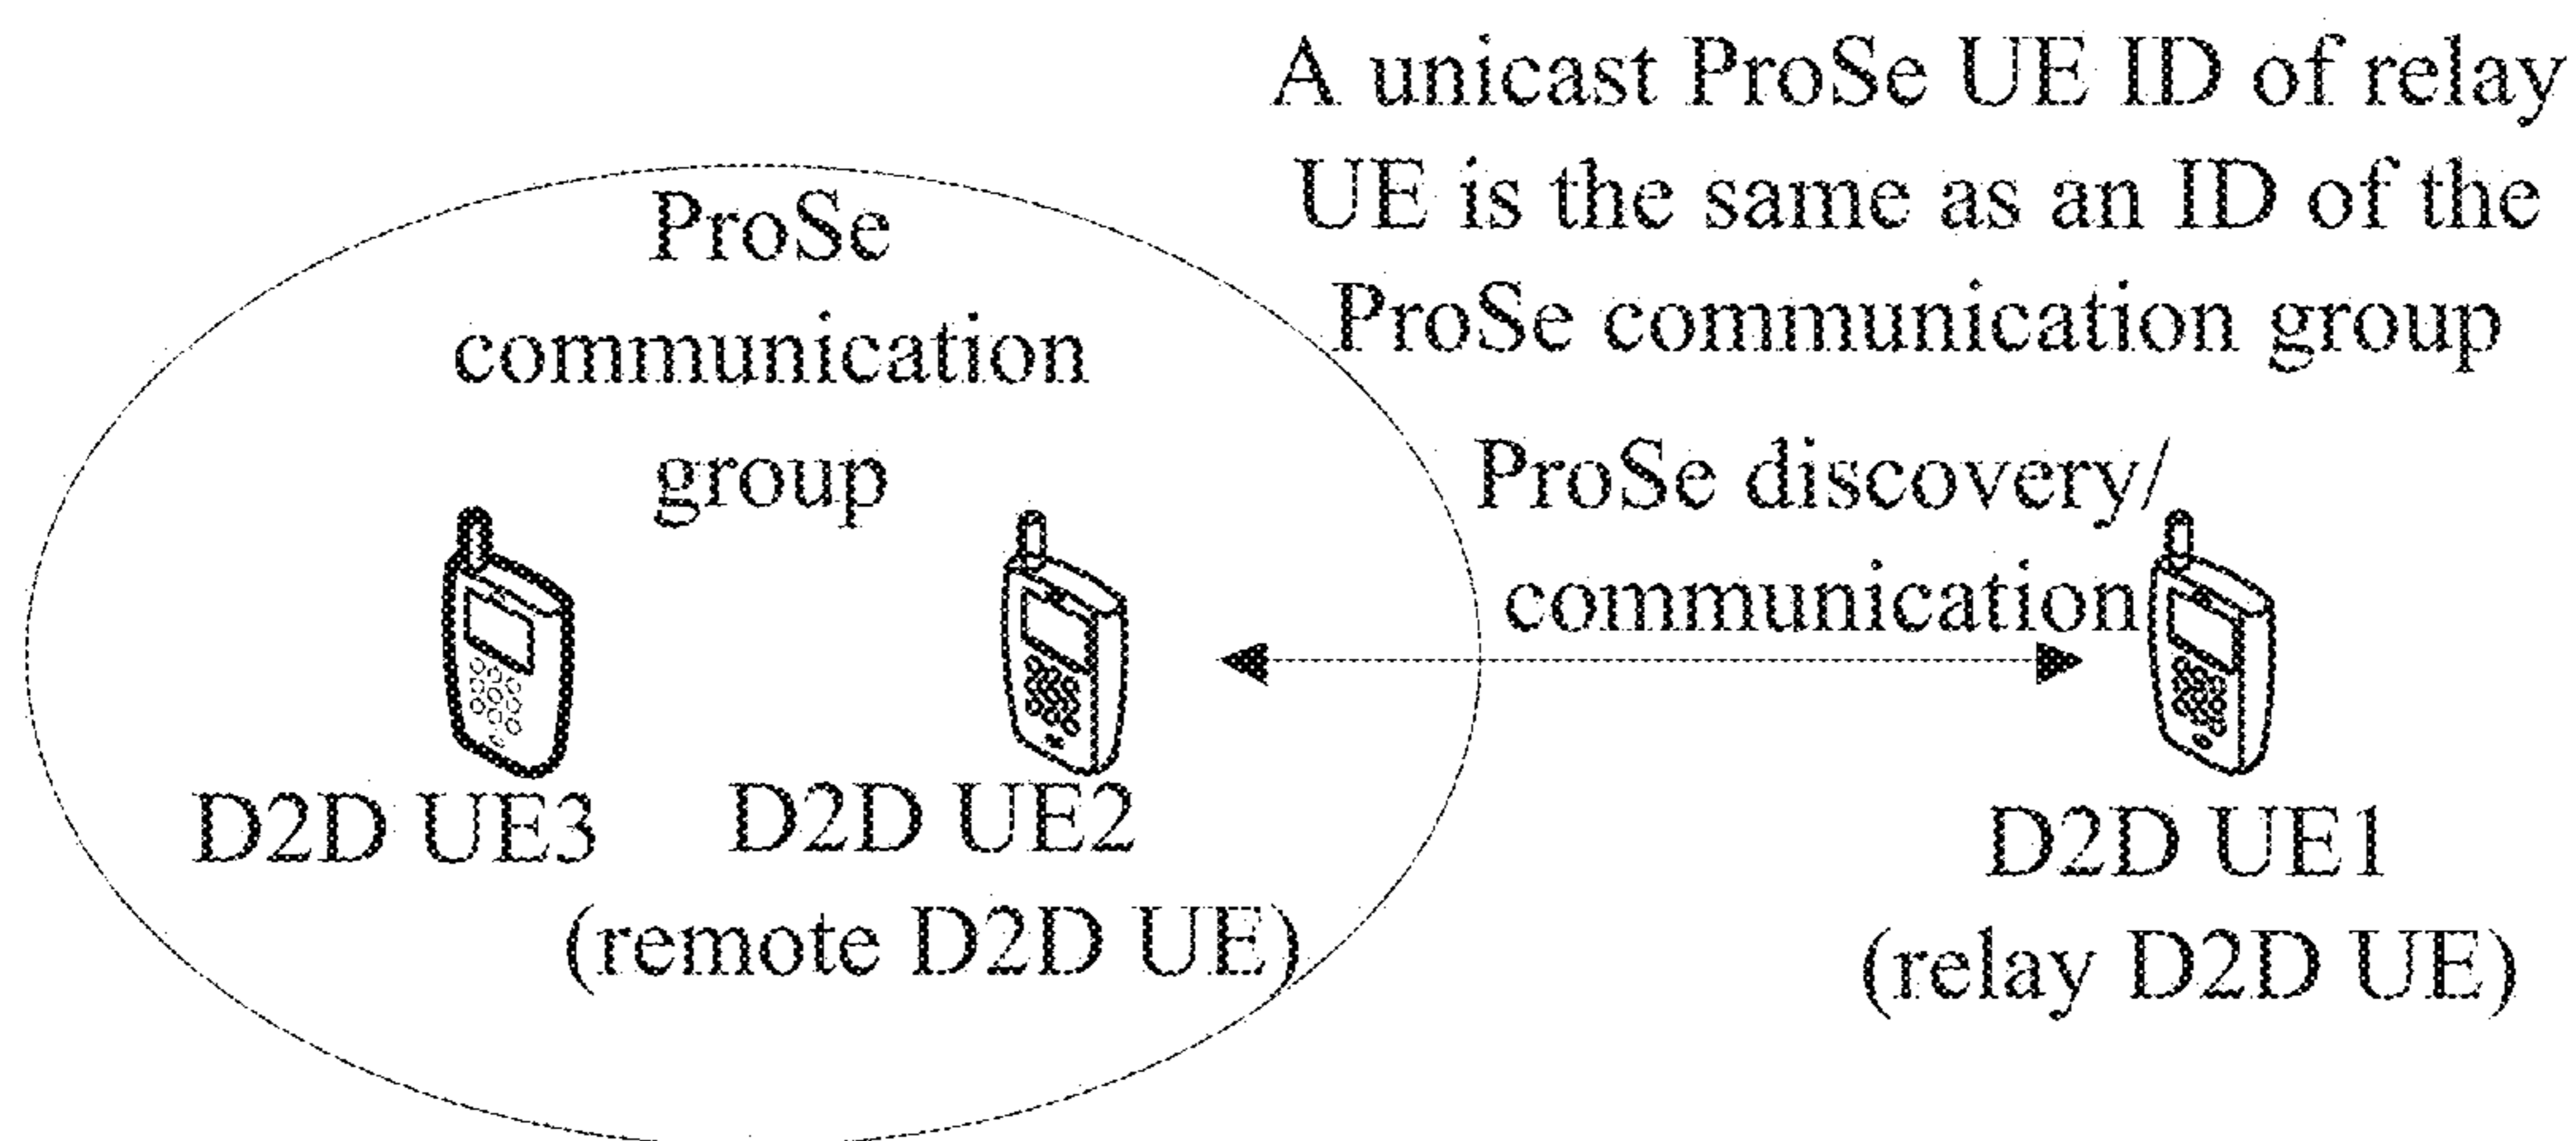 A unicast ProSe UE ID of relay
UE is the same as an ID of the
ProSe communication group
ProSe
communication
group
ProSe discovery/
communication
D2D UE3
D2D UE2
(remote D2D UE)
D2D UE1
(relay D2D UE)